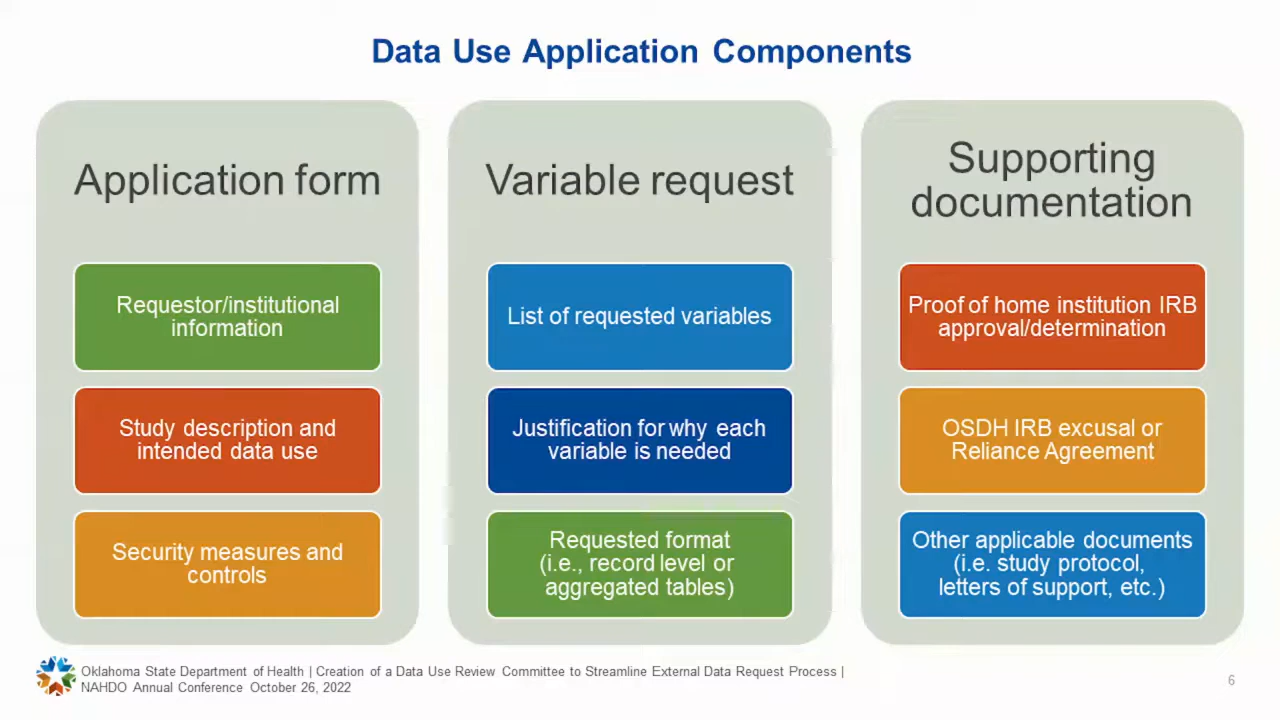 Data Use Application Components
Application form
Requestor/institutional
information
Study description and
intended data use
Security measures and
controls
Variable request
List of requested variables
Justification for why each
variable is needed
Requested format
(i.e., record level or
aggregated tables)
Supporting
documentation
Proof of home institution IRB
approval/determination
OSDH IRB excusal or
Reliance Agreement
Other applicable documents
(i.e. study protocol,
letters of support, etc.)
Oklahoma State Department of Health | Creation of a Data Use Review Committee to Streamline External Data Request Process |
NAHDO Annual Conference October 26, 2022
6